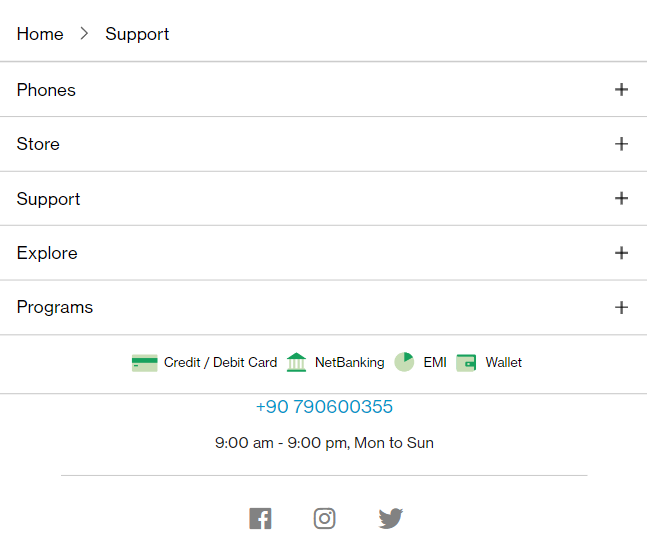 Home > Support
Phones
Store
Support
Explore
Programs
Credit / Debit Card NetBanking EMI Wallet
+90 790600355
9:00 am - 9:00 pm, Mon to Sun